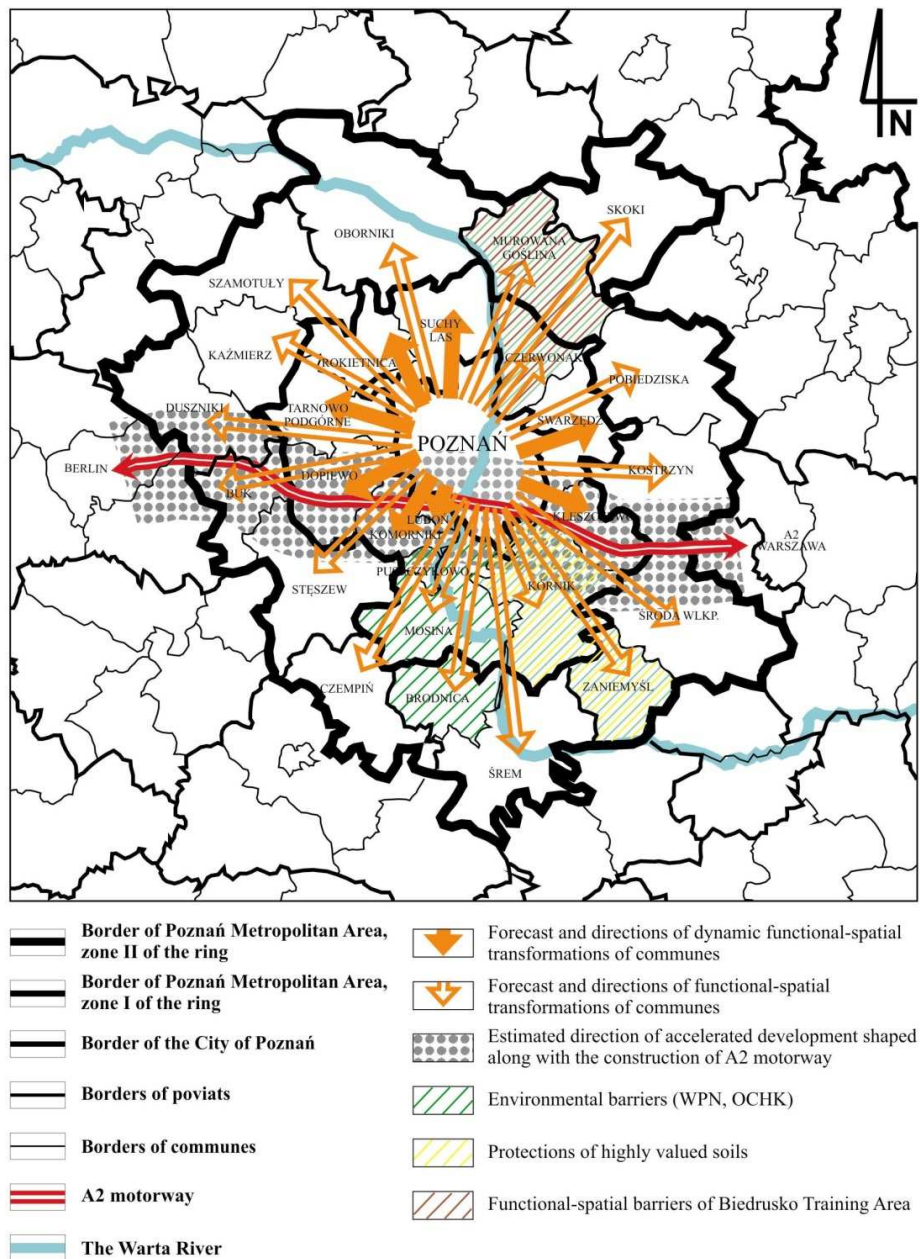 N
SKOKI
OBORNIKI
MUROWANA
GOŚLINA
SZAMOTUŁY
SUCHY
LAS
KAŹMIERZ
ROKIETNICA
CZERWONAK
POBIEDZISKA
DUSZNIKI
TARNOWO
PODGÓRNE
SWARZĘDZ
POZNAŃ
BERLIN
DOPIEWO
KOSTRZYN
BUK
LUBOŃ
KLESZCZEWO
KOMORNIKI
A2
WARSZAWA
PUSZCZYKOWO
STĘSZEW
KÓRNIK
ŚRODA WLKP.
MOSINA
CZEMPIŃ
BRODNICA
ZANIEMYŚL
ŚREM
Border of Poznań Metropolitan Area,
zone II of the ring
Border of Poznań Metropolitan Area,
zone I of the ring
Border of the City of Poznań
Borders of poviats
Borders of communes
A2 motorway
The Warta River
Forecast and directions of dynamic functional-spatial
transformations of communes
Forecast and directions of functional-spatial
transformations of communes
Estimated direction of accelerated development shaped
along with the construction of A2 motorway
Environmental barriers (WPN, OCHK)
Protections of highly valued soils
Functional-spatial barriers of Biedrusko Training Area